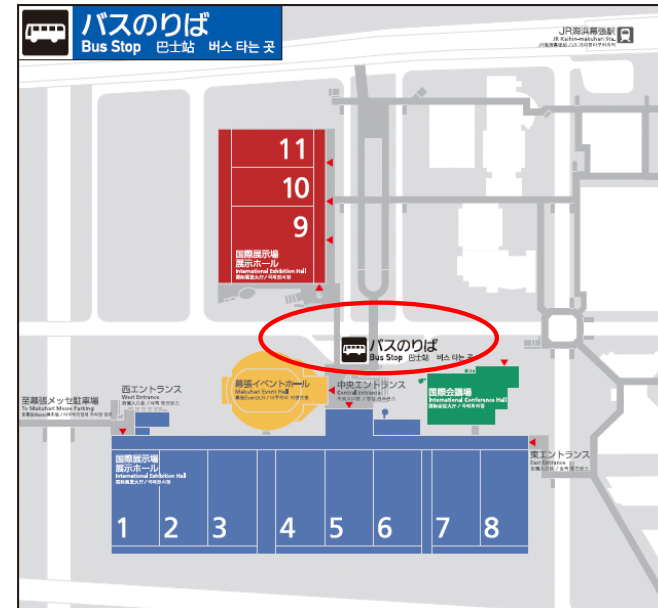 バスのりば
Bus Stop 巴士站 버스 타는 곳
JR海浜幕張駅
JR Kaihin-makuhari Sta.
11
10
9
国際展示場
展示ホール
International Exhibition Hall
バスのりば
Bus Stop 巴士站 버스 타는 곳
西エントランス
West Entrance
幕張イベントホール
Makuhari Event Hall
中央エントランス
Central Entrance
国際会議場
International Conference Hall
至幕張メッセ駐車場
To Makuhari Messe Parking
東エントランス
East Entrance
国際展示場
展示ホール
International Exhibition Hall
1 2 3 4 5 6 7 8